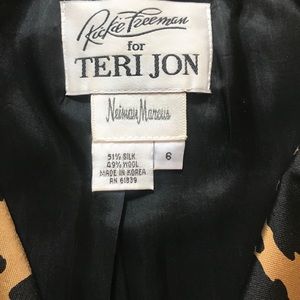 Rickie Freeman
for
TERI JON
Neiman Marcus
51% SILK
49% WOOL
MADE IN KOREA
RN 61839
6